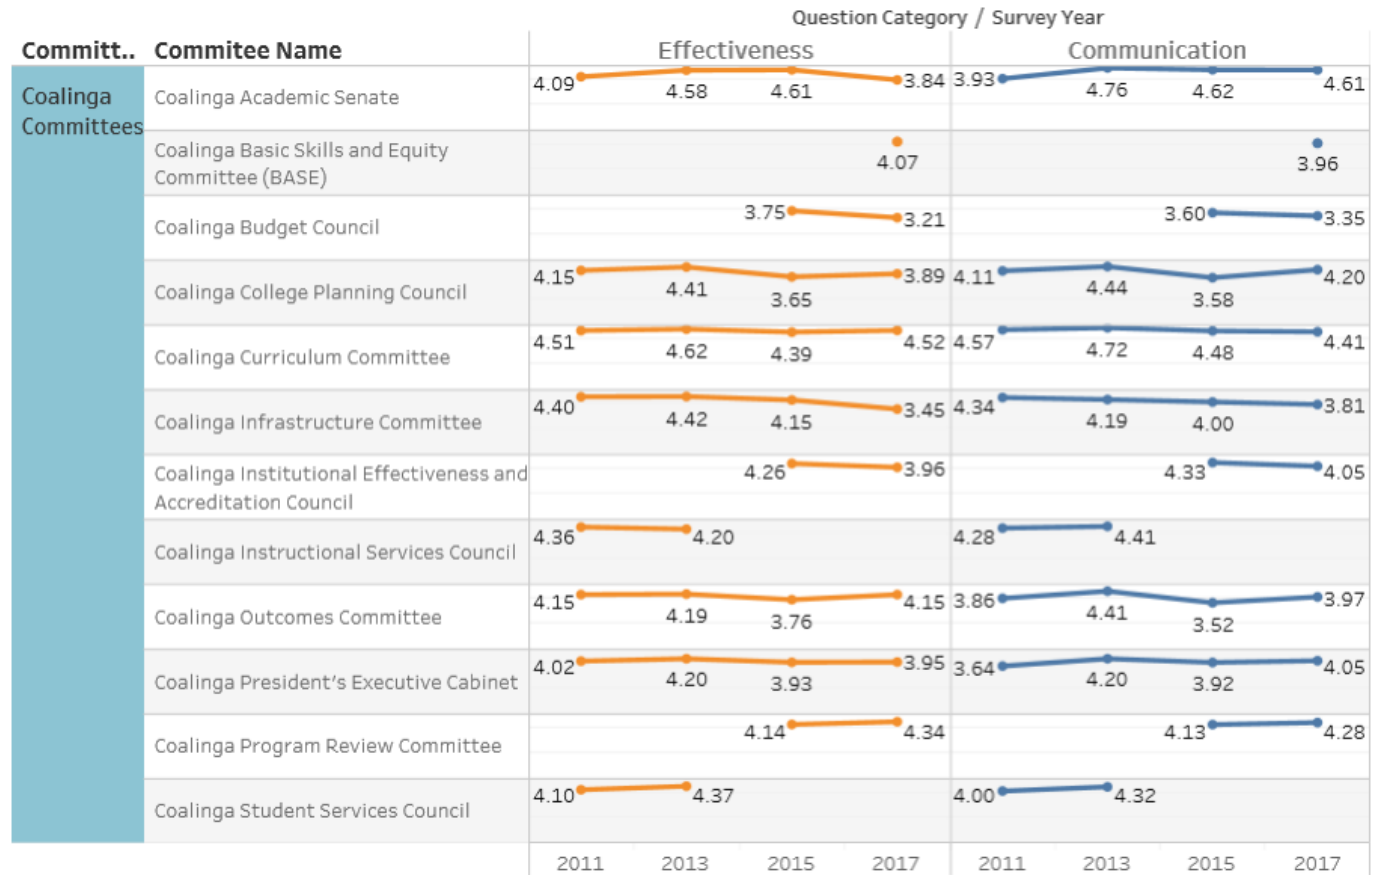 Question Category / Survey Year
Committ.. Commitee Name Effectiveness Communication
Coalinga
Committees
Coalinga Academic Senate
4.09 4.58 4.61 3.84 3.93 4.76 4.62 4.61
Coalinga Basic Skills and Equity
Committee (BASE)
4.07 3.96
Coalinga Budget Council
3.75 3.21 3.60 3.35
Coalinga College Planning Council
4.15 4.41 3.65 3.89 4.11 4.44 3.58 4.20
Coalinga Curriculum Committee
4.51 4.62 4.39 4.52 4.57 4.72 4.48 4.41
Coalinga Infrastructure Committee
4.40 4.42 4.15 3.45 4.34 4.19 4.00 3.81
Coalinga Institutional Effectiveness and
Accreditation Council
4.26 3.96 4.33 4.05
Coalinga Instructional Services Council
4.36 4.20 4.28 4.41
Coalinga Outcomes Committee
4.15 4.19 3.76 4.15 3.86 4.41 3.52 3.97
Coalinga President's Executive Cabinet
4.02 4.20 3.93 3.95 3.64 4.20 3.92 4.05
Coalinga Program Review Committee
4.14 4.34 4.13 4.28
Coalinga Student Services Council
4.10 4.37 4.00 4.32
2011 2013 2015 2017 2011 2013 2015 2017